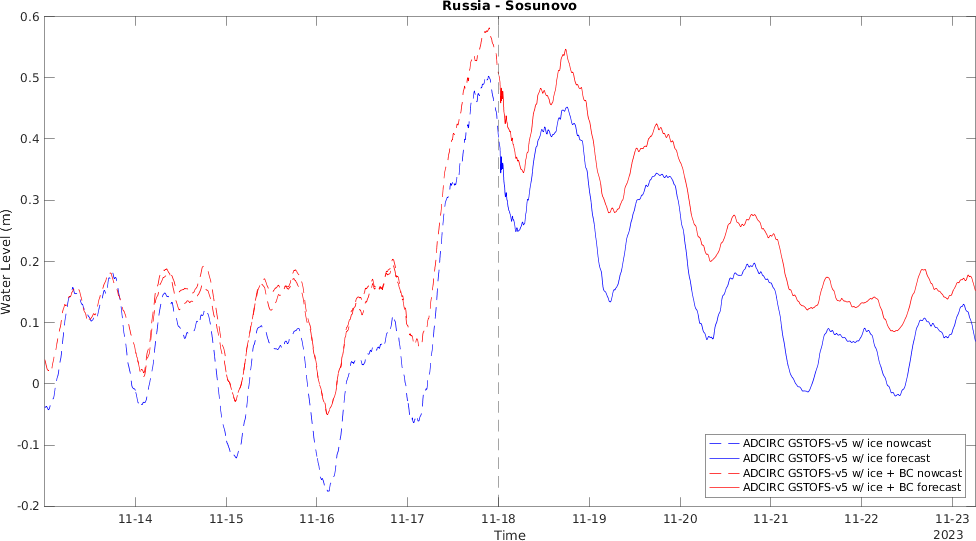 Russia - Sosunovo
0.6
0.5
0.4
0.3
0.2
0.1
0
-0.1
-0.2
Water Level (m)
ADCIRC GSTOFS-v5 w/ ice nowcast
ADCIRC GSTOFS-v5 w/ ice forecast
ADCIRC GSTOFS-v5 w/ ice + BC nowcast
ADCIRC GSTOFS-v5 w/ ice + BC forecast
11-14 11-15 11-16 11-17 11-18 11-19 11-20 11-21 11-22 11-23
Time
2023